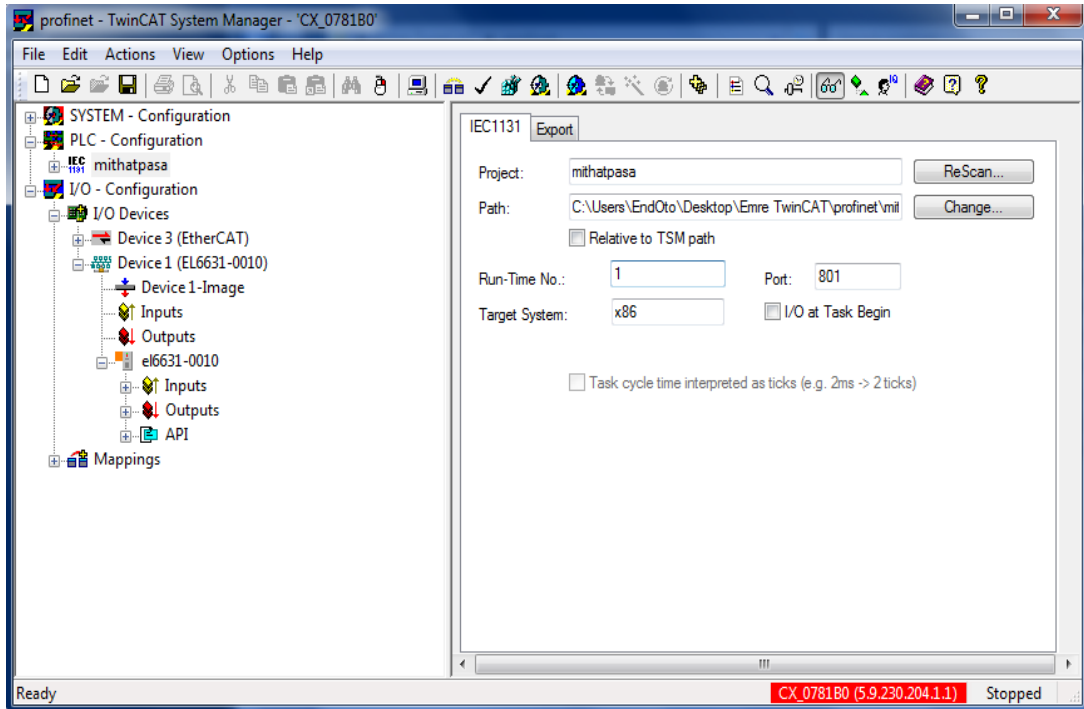 profinet - TwinCAT System Manager - 'CX_0781B0'
File Edit Actions View Options Help
SYSTEM - Configuration
PLC - Configuration
IEC 1131 mithatpasa
I/O - Configuration
I/O Devices
Device 3 (EtherCAT)
Device 1 (EL6631-0010)
Device 1-Image
Inputs
Outputs
el6631-0010
Inputs
Outputs
API
Mappings
IEC1131 Export
Project: mithatpasa ReScan...
Path: C:\Users\EndOto\Desktop\Emre TwinCAT\profinet\mit Change...
Relative to TSM path
Run-Time No.: 1 Port: 801
Target System: x86 I/O at Task Begin
Task cycle time interpreted as ticks (e.g. 2ms -> 2 ticks)
Ready CX_0781B0 (5.9.230.204.1.1) Stopped